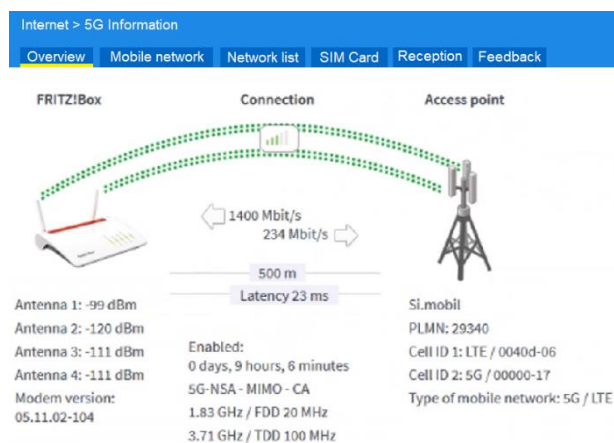 Internet > 5G Information
Overview Mobile network Network list SIM Card Reception Feedback
FRITZ!Box Connection Access point
1400 Mbit/s
234 Mbit/s
500 m
Latency 23 ms
Antenna 1: -99 dBm
Antenna 2: -120 dBm
Antenna 3: -111 dBm
Antenna 4: -111 dBm
Modem version:
05.11.02-104
Enabled:
0 days, 9 hours, 6 minutes
5G-NSA - MIMO - CA
1.83 GHz / FDD 20 MHz
3.71 GHz / TDD 100 MHz
Si.mobil
PLMN: 29340
Cell ID 1: LTE / 0040d-06
Cell ID 2: 5G / 00000-17
Type of mobile network: 5G / LTE